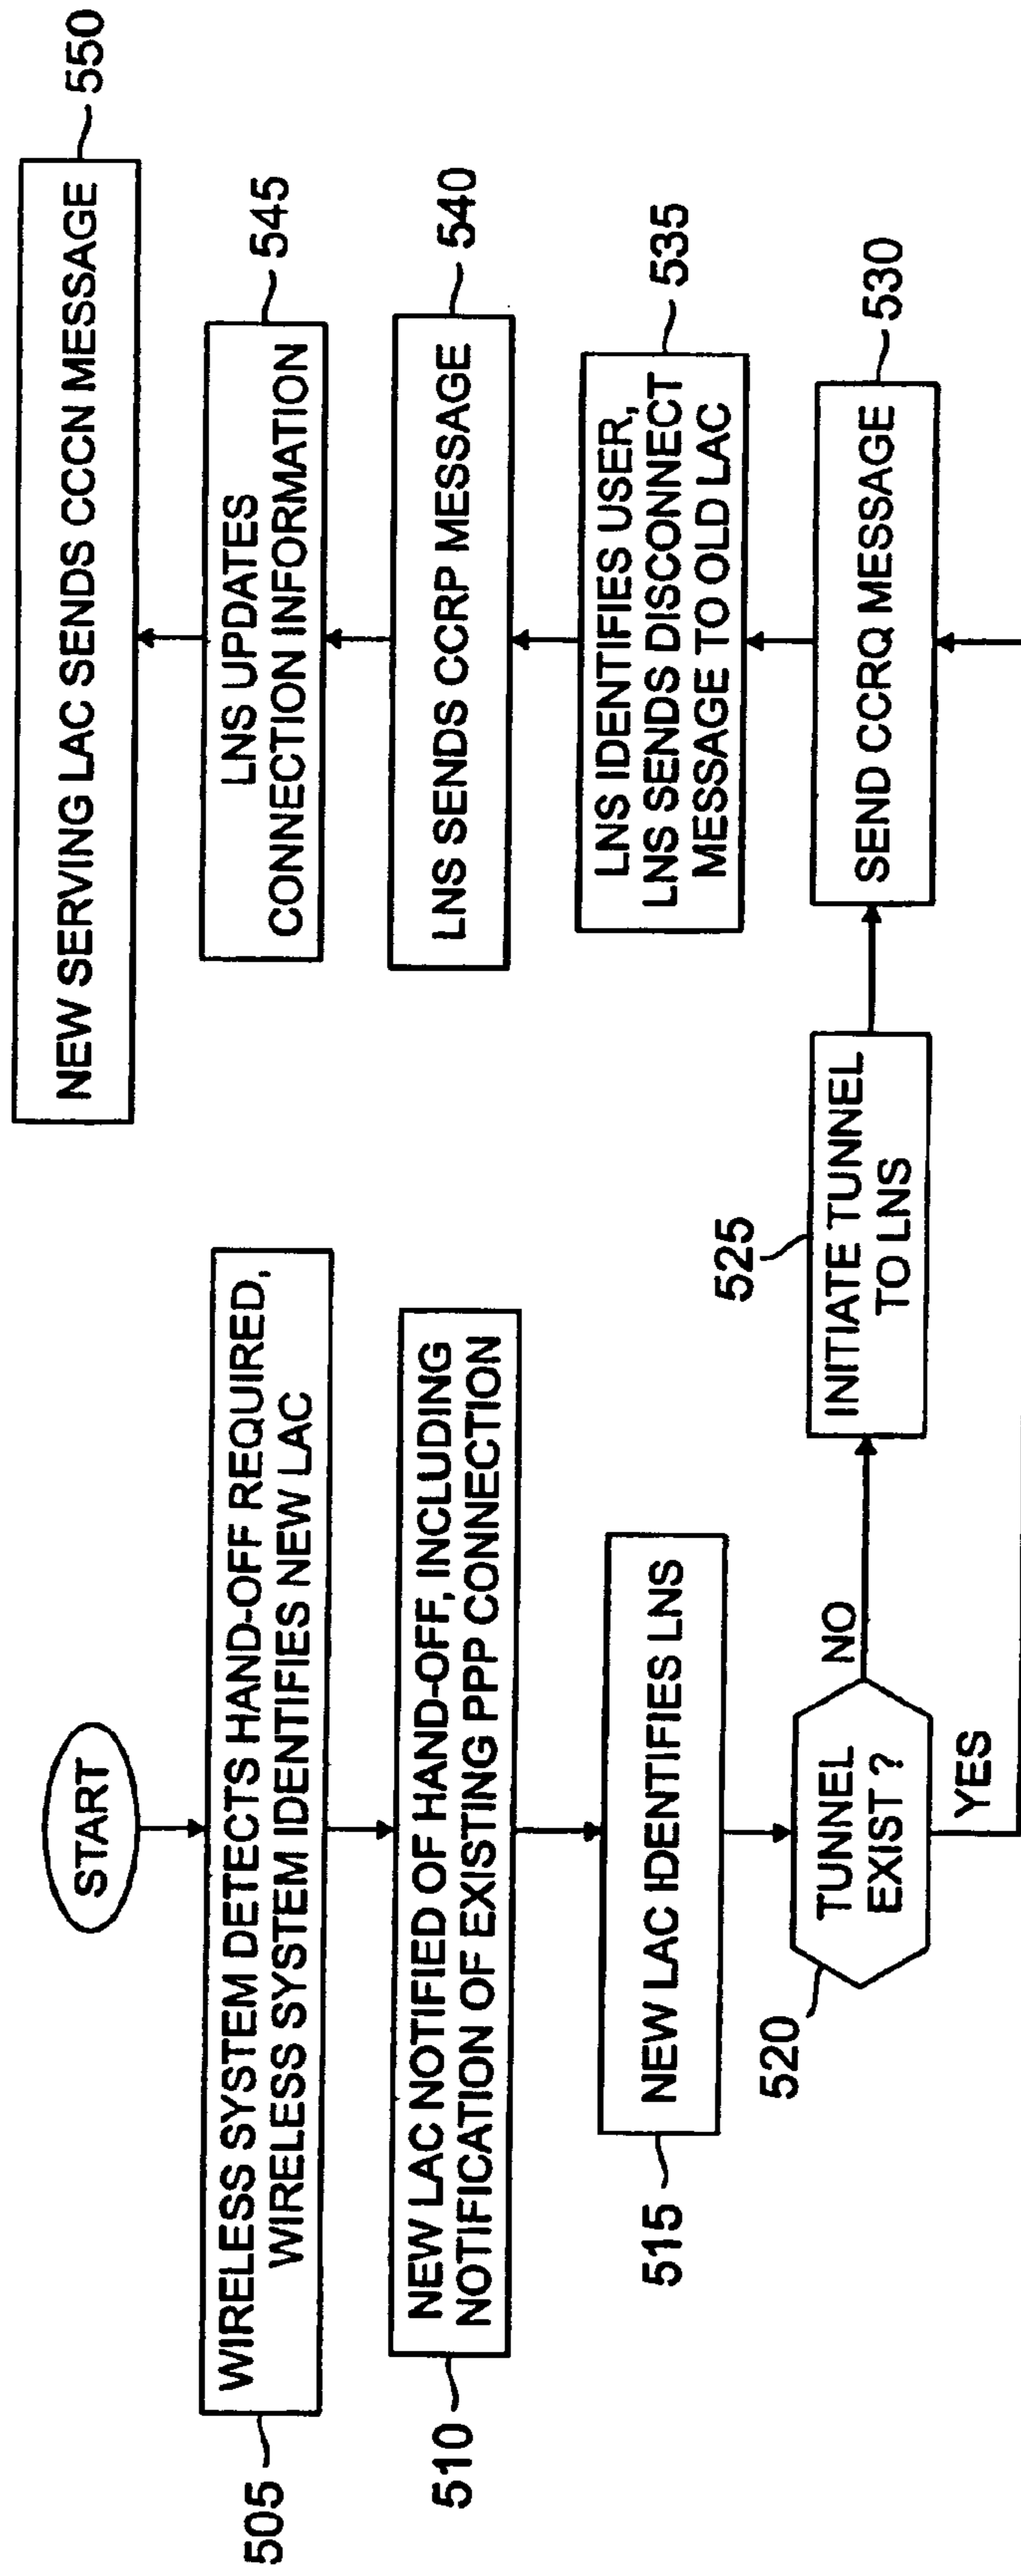 START
WIRELESS SYSTEM DETECTS HAND-OFF REQUIRED,
WIRELESS SYSTEM IDENTIFIES NEW LAC
505
NEW LAC NOTIFIED OF HAND-OFF, INCLUDING
NOTIFICATION OF EXISTING PPP CONNECTION
510
NEW LAC IDENTIFIES LNS
515
TUNNEL
EXIST ?
520
NO
YES
525
INITIATE TUNNEL
TO LNS
SEND CCRQ MESSAGE
530
LNS IDENTIFIES USER,
LNS SENDS DISCONNECT
MESSAGE TO OLD LAC
535
LNS SENDS CCRP MESSAGE
540
LNS UPDATES
CONNECTION INFORMATION
545
NEW SERVING LAC SENDS CCCN MESSAGE
550